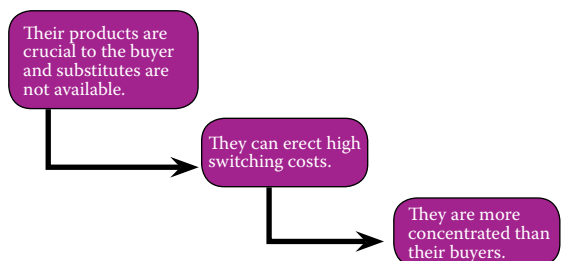 Their products are
crucial to the buyer
and substitutes are
not available.
They can erect high
switching costs.
They are more
concentrated than
their buyers.